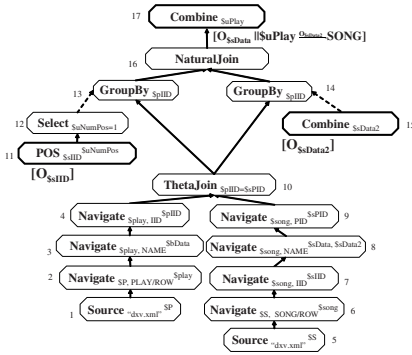 17 Combine $uPlay
[O$sData ||$uPlay SONG]
16 NaturalJoin
13 GroupBy $pIID
GroupBy $pIID 14
12 Select $uNumPos=1
Combine $sData2 15
11 POS $sIID $uNumPos
[O$sIID]
[O$sData2]
ThetaJoin $pIID=$sPID 10
4 Navigate $play, IID $pIID
Navigate $song, PID $sPID 9
3 Navigate $play, NAME $bData
Navigate $song, NAME $sData, $sData2 8
2 Navigate $P, PLAY/ROW $play
Navigate $song, IID $sIID 7
1 Source "dxv.xml" $P
Navigate $S, SONG/ROW $song 6
Source "dxv.xml" $S 5